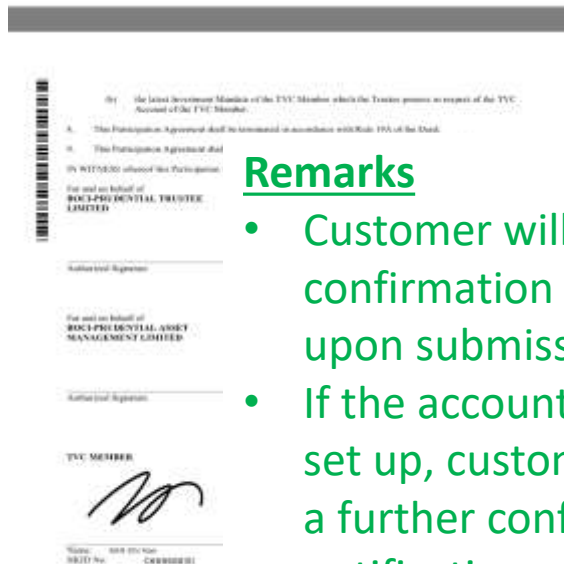 (b) the latest Investment Mandate of the TVC Member which the Trustee possess in respect of the TVC
Account of the TVC Member.
This Participation Agreement shall be terminated in accordance with Rule 19A of the Deed.
9. This Participation Agreement shall
IN WITNESS whereof this Participation
For and on behalf of
BOCI-PRUDENTIAL TRUSTEE
LIMITED
Authorized Signature
For and on behalf of
BOCI-PRUDENTIAL ASSET
MANAGEMENT LIMITED
Authorized Signature
TVC MEMBER
Name:
HKID No.
Remarks
• Customer will
confirmation
upon submiss
• If the account
set up, custor
a further conf